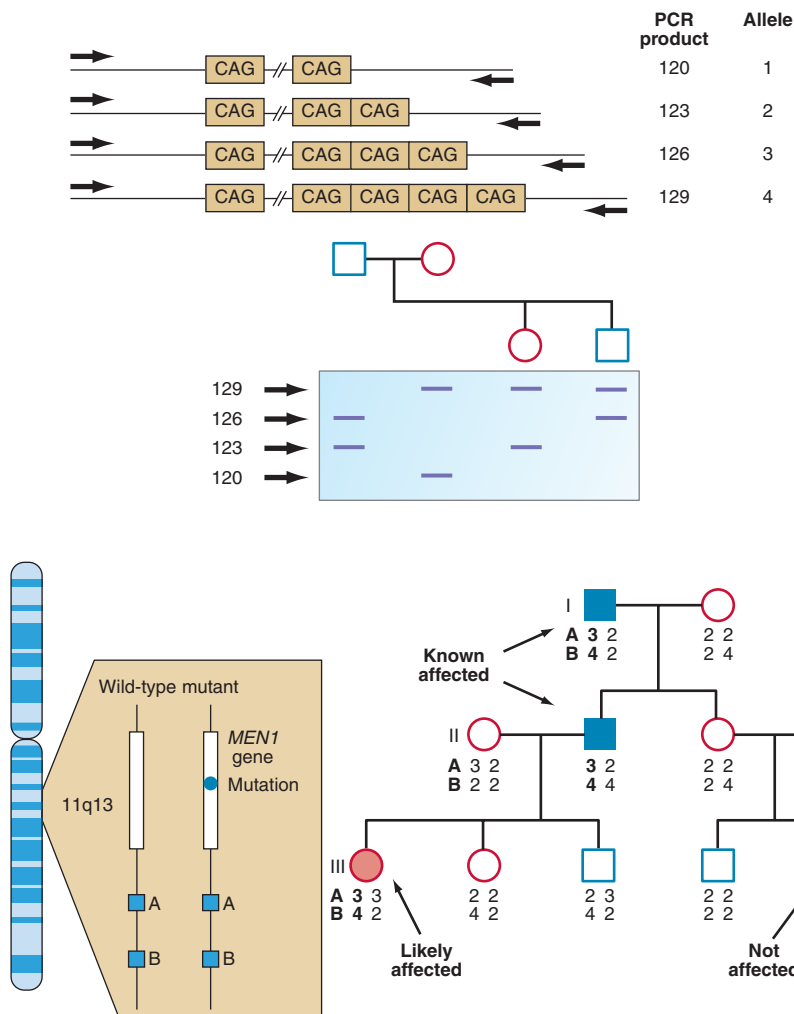 PCR product Allele
CAG CAG 120 1
CAG CAG CAG 123 2
CAG CAG CAG CAG 126 3
CAG CAG CAG CAG CAG 129 4
129
126
123
120
Wild-type mutant
MEN1 gene
Mutation
11q13
A A
B B
Known affected
I
A 3 2 2 2
B 4 2 2 4
II
A 3 2 3 2 2 2
B 2 2 4 4 2 4
III
A 3 3 2 2 2 3 2 2
B 4 2 4 2 4 2 2 2
Likely affected
Not
affected